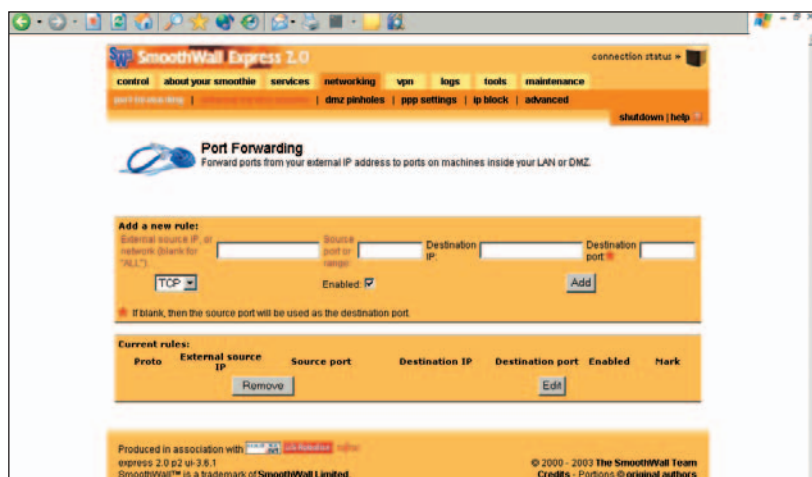 SmoothWall Express 2.0
connection status
control about your smoothie services networking vpn logs tools maintenance
port forwarding | | dmz pinholes | ppp settings | ip block | advanced
shutdown | help
Port Forwarding
Forward ports from your external IP address to ports on machines inside your LAN or DMZ.
Add a new rule:
External source IP, or network (blank for "ALL"): Source port or range: Destination IP: Destination port:
TCP Enabled: Add
If blank, then the source port will be used as the destination port.
Current rules:
Proto External source IP Source port Destination IP Destination port Enabled Mark
Remove Edit
Produced in association with
express 2.0 p2 ui-3.6.1
SmoothWall™ is a trademark of SmoothWall Limited.
© 2000 - 2003 The SmoothWall Team
Credits - Portions © original authors